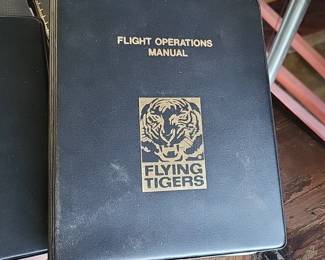 FLIGHT OPERATIONS
MANUAL
FLYING
TIGERS